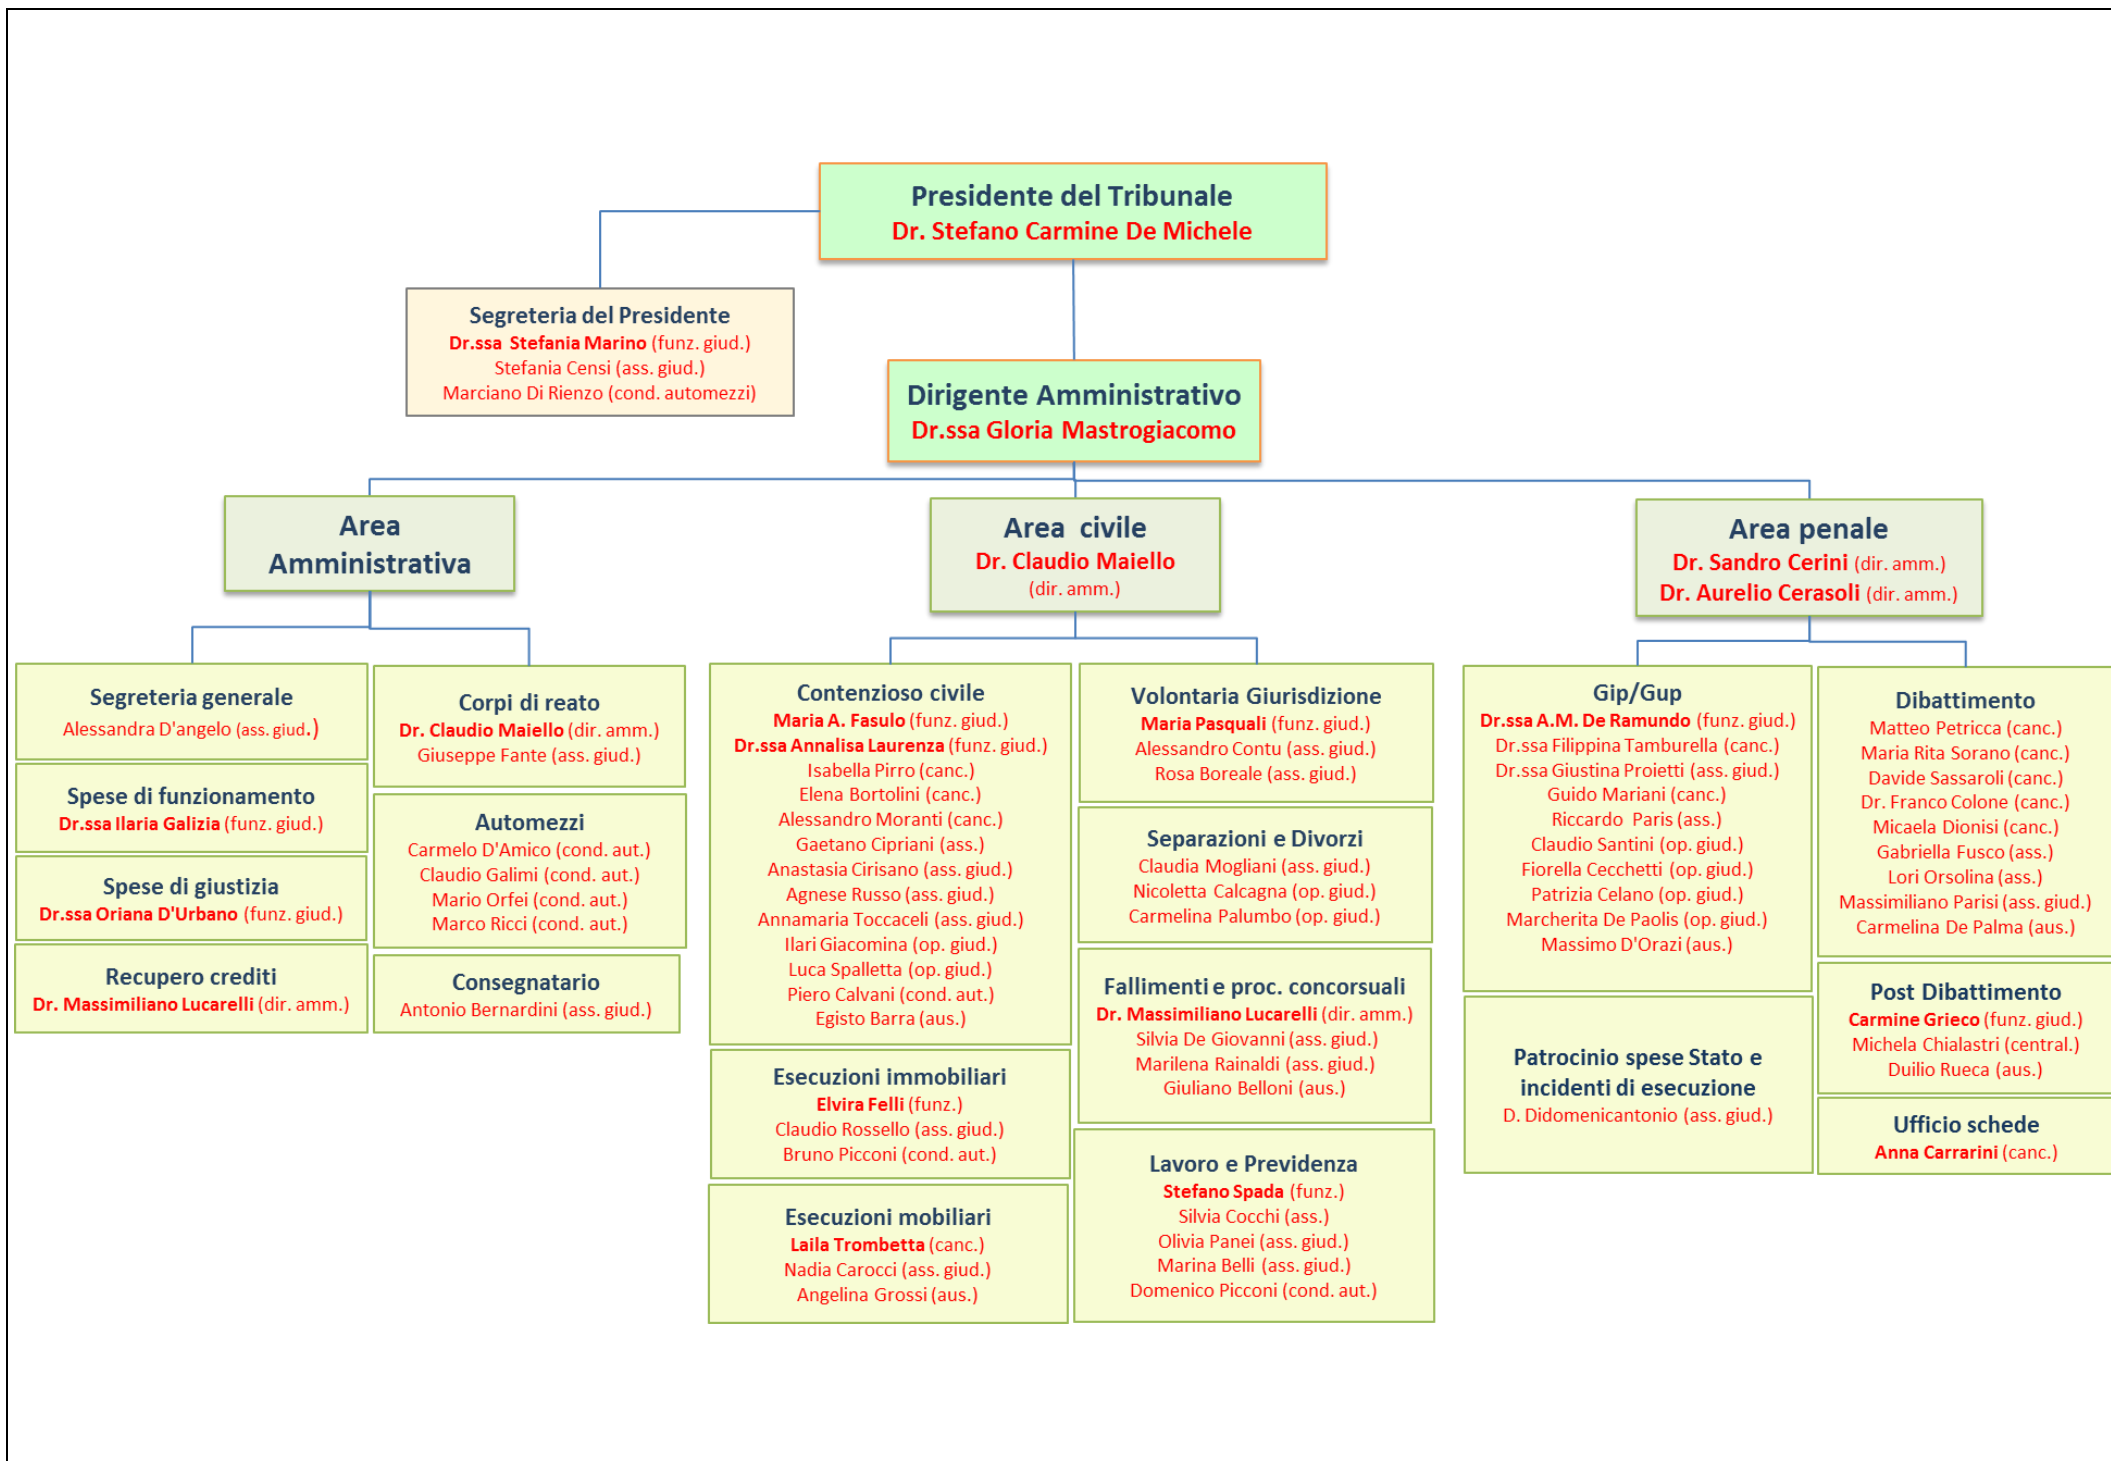 Presidente del Tribunale
Dr. Stefano Carmine De Michele
Segreteria del Presidente
Dr.ssa Stefania Marino (funz. giud.)
Stefania Censi (ass. giud.)
Marciano Di Rienzo (cond. automezzi)
Dirigente Amministrativo
Dr.ssa Gloria Mastrogiacomo
Area
Amministrativa
Segreteria generale
Alessandra D'angelo (ass. giud.)
Spese di funzionamento
Dr.ssa Ilaria Galizia (funz. giud.)
Spese di giustizia
Dr.ssa Oriana D'Urbano (funz. giud.)
Recupero crediti
Dr. Massimiliano Lucarelli (dir. amm.)
Corpi di reato
Dr. Claudio Maiello (dir. amm.)
Giuseppe Fante (ass. giud.)
Automezzi
Carmelo D'Amico (cond. aut.)
Claudio Galimi (cond. aut.)
Mario Orfei (cond. aut.)
Marco Ricci (cond. aut.)
Consegnatario
Antonio Bernardini (ass. giud.)
Area civile
Dr. Claudio Maiello
(dir. amm.)
Contenzioso civile
Maria A. Fasulo (funz. giud.)
Dr.ssa Annalisa Laurenza (funz. giud.)
Isabella Pirro (canc.)
Elena Bortolini (canc.)
Alessandro Moranti (canc.)
Gaetano Cipriani (ass.)
Anastasia Cirisano (ass. giud.)
Agnese Russo (ass. giud.)
Annamaria Toccaceli (ass. giud.)
Ilari Giacomina (op. giud.)
Luca Spalletta (op. giud.)
Piero Calvani (cond. aut.)
Egisto Barra (aus.)
Esecuzioni immobiliari
Elvira Felli (funz.)
Claudio Rossello (ass. giud.)
Bruno Picconi (cond. aut.)
Esecuzioni mobiliari
Laila Trombetta (canc.)
Nadia Carocci (ass. giud.)
Angelina Grossi (aus.)
Volontaria Giurisdizione
Maria Pasquali (funz. giud.)
Alessandro Contu (ass. giud.)
Rosa Boreale (ass. giud.)
Separazioni e Divorzi
Claudia Mogliani (ass. giud.)
Nicoletta Calcagna (op. giud.)
Carmelina Palumbo (op. giud.)
Fallimenti e proc. concorsuali
Dr. Massimiliano Lucarelli (dir. amm.)
Silvia De Giovanni (ass. giud.)
Marilena Rainaldi (ass. giud.)
Giuliano Belloni (aus.)
Lavoro e Previdenza
Stefano Spada (funz.)
Silvia Cocchi (ass.)
Olivia Panei (ass. giud.)
Marina Belli (ass. giud.)
Domenico Picconi (cond. aut.)
Area penale
Dr. Sandro Cerini (dir. amm.)
Dr. Aurelio Cerasoli (dir. amm.)
Gip/Gup
Dr.ssa A.M. De Ramundo (funz. giud.)
Dr.ssa Filippina Tamburella (canc.)
Dr.ssa Giustina Proietti (ass. giud.)
Guido Mariani (canc.)
Riccardo Paris (ass.)
Claudio Santini (op. giud.)
Fiorella Cecchetti (op. giud.)
Patrizia Celano (op. giud.)
Marcherita De Paolis (op. giud.)
Massimo D'Orazi (aus.)
Patrocinio spese Stato e
incidenti di esecuzione
D. Didomenicantonio (ass. giud.)
Dibattimento
Matteo Petricca (canc.)
Maria Rita Sorano (canc.)
Davide Sassaroli (canc.)
Dr. Franco Colone (canc.)
Micaela Dionisi (canc.)
Gabriella Fusco (ass.)
Lori Orsolina (ass.)
Massimiliano Parisi (ass. giud.)
Carmelina De Palma (aus.)
Post Dibattimento
Carmine Grieco (funz. giud.)
Michela Chialastri (central.)
Duilio Rueca (aus.)
Ufficio schede
Anna Carrarini (canc.)